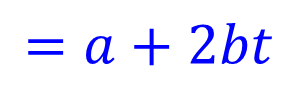 = a + 2bt